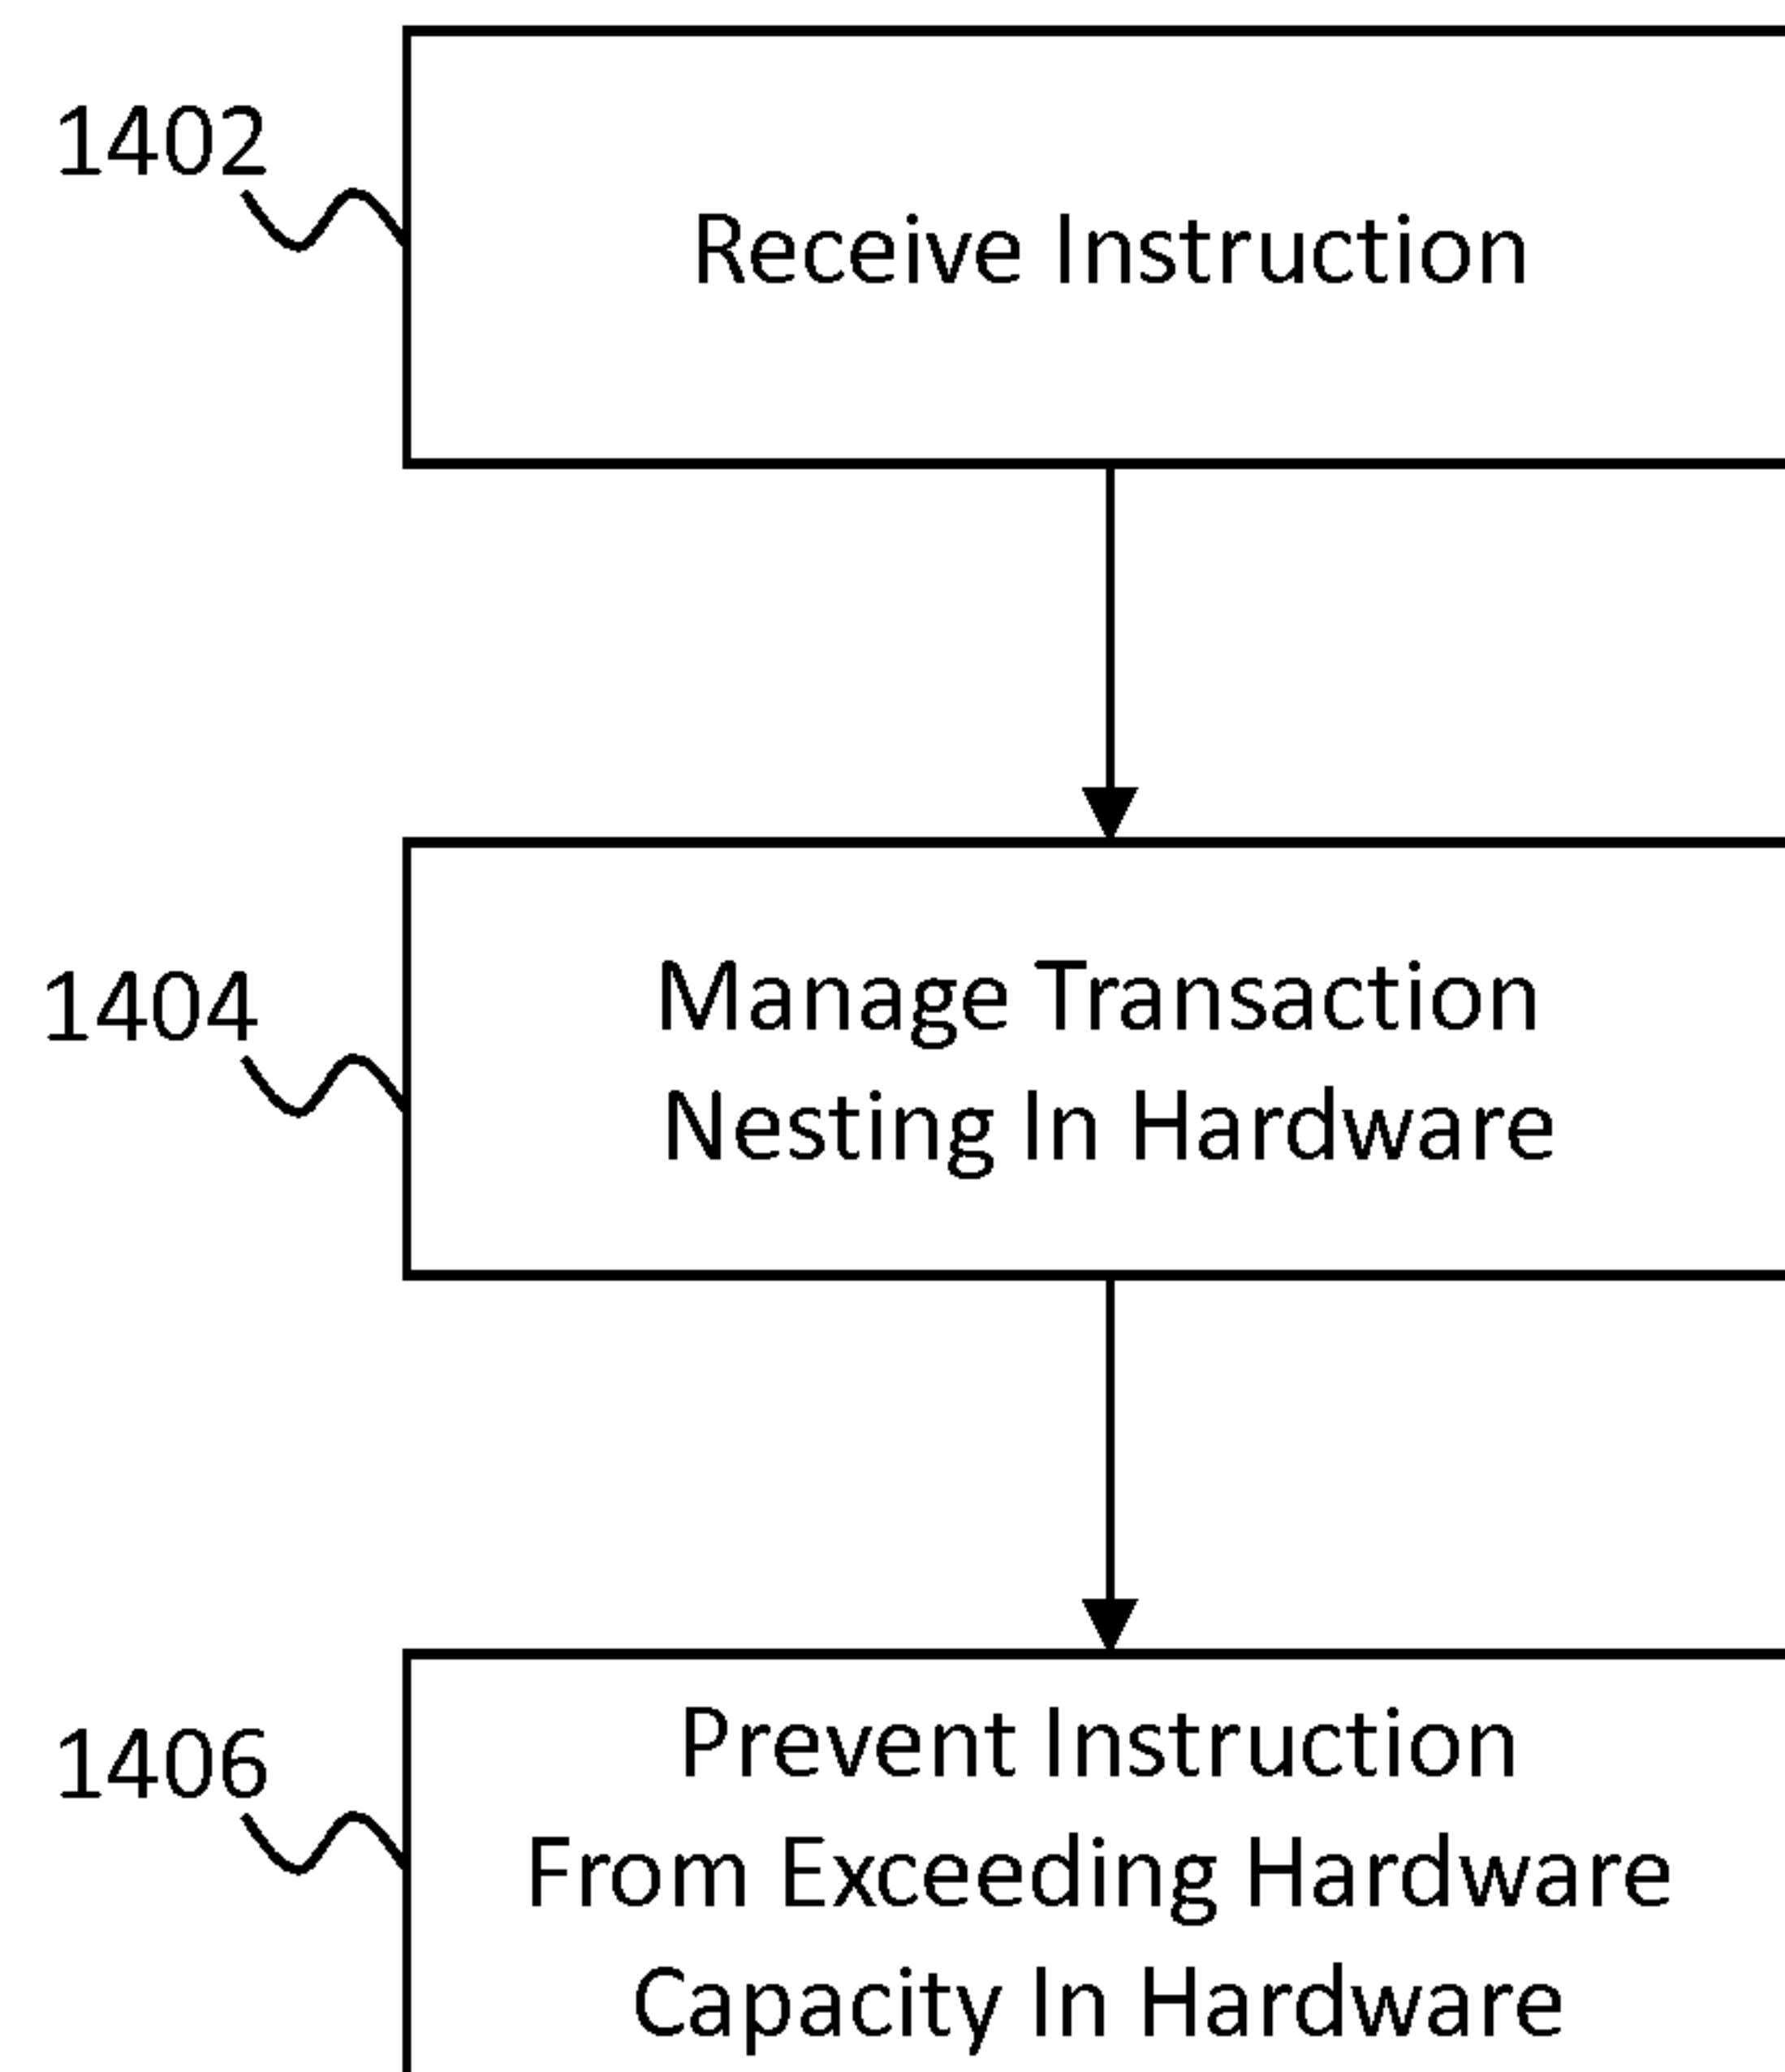 1402
Receive Instruction
1404
Manage Transaction
Nesting In Hardware
1406
Prevent Instruction
From Exceeding Hardware
Capacity In Hardware